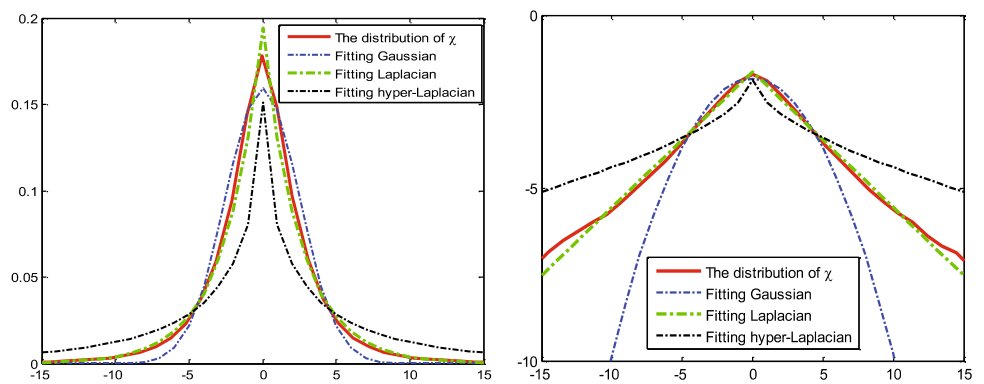 0.2
0.15
0.1
0.05
0
-15 -10 -5 0 5 10 15
The distribution of χ
Fitting Gaussian
Fitting Laplacian
Fitting hyper-Laplacian
0
-5
-10
-15 -10 -5 0 5 10 15
The distribution of χ
Fitting Gaussian
Fitting Laplacian
Fitting hyper-Laplacian